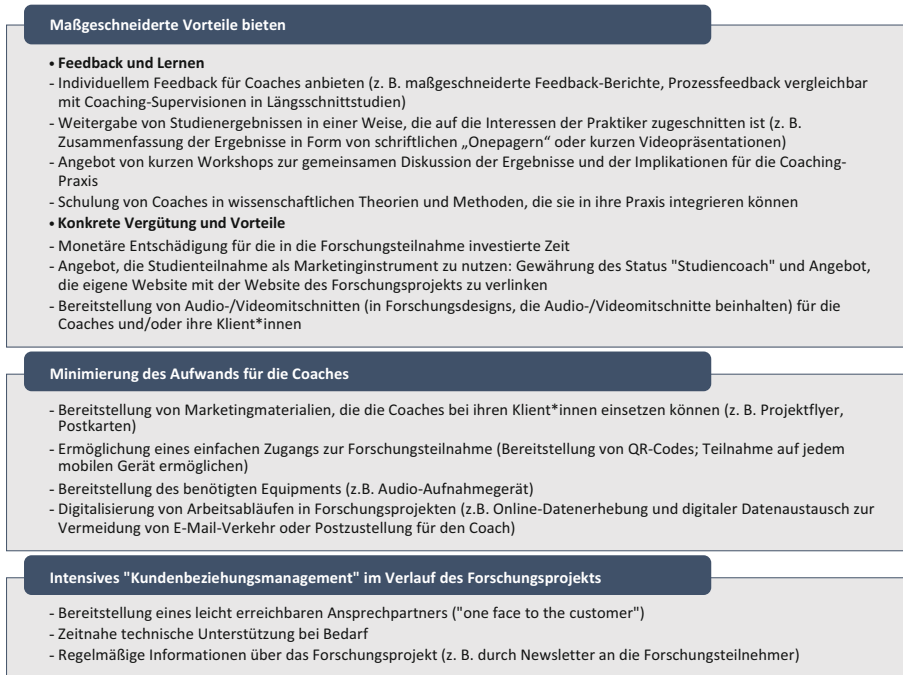 Maßgeschneiderte Vorteile bieten
• Feedback und Lernen
- Individuellem Feedback für Coaches anbieten (z. B. maßgeschneiderte Feedback-Berichte, Prozessfeedback vergleichbar
mit Coaching-Supervisionen in Längsschnittstudien)
- Weitergabe von Studienergebnissen in einer Weise, die auf die Interessen der Praktiker zugeschnitten ist (z. B.
Zusammenfassung der Ergebnisse in Form von schriftlichen „Onepagern“ oder kurzen Videopräsentationen)
- Angebot von kurzen Workshops zur gemeinsamen Diskussion der Ergebnisse und der Implikationen für die Coaching-
Praxis
- Schulung von Coaches in wissenschaftlichen Theorien und Methoden, die sie in ihre Praxis integrieren können
• Konkrete Vergütung und Vorteile
- Monetäre Entschädigung für die in die Forschungsteilnahme investierte Zeit
- Angebot, die Studienteilnahme als Marketinginstrument zu nutzen: Gewährung des Status "Studiencoach" und Angebot,
die eigene Website mit der Website des Forschungsprojekts zu verlinken
- Bereitstellung von Audio-/Videomitschnitten (in Forschungsdesigns, die Audio-/Videomitschnitte beinhalten) für die
Coaches und/oder ihre Klient*innen
Minimierung des Aufwands für die Coaches
- Bereitstellung von Marketingmaterialien, die die Coaches bei ihren Klient*innen einsetzen können (z. B. Projektflyer,
Postkarten)
- Ermöglichung eines einfachen Zugangs zur Forschungsteilnahme (Bereitstellung von QR-Codes; Teilnahme auf jedem
mobilen Gerät ermöglichen)
- Bereitstellung des benötigten Equipments (z.B. Audio-Aufnahmegerät)
- Digitalisierung von Arbeitsabläufen in Forschungsprojekten (z.B. Online-Datenerhebung und digitaler Datenaustausch zur
Vermeidung von E-Mail-Verkehr oder Postzustellung für den Coach)
Intensives "Kundenbeziehungsmanagement" im Verlauf des Forschungsprojekts
- Bereitstellung eines leicht erreichbaren Ansprechpartners ("one face to the customer")
- Zeitnahe technische Unterstützung bei Bedarf
- Regelmäßige Informationen über das Forschungsprojekt (z. B. durch Newsletter an die Forschungsteilnehmer)